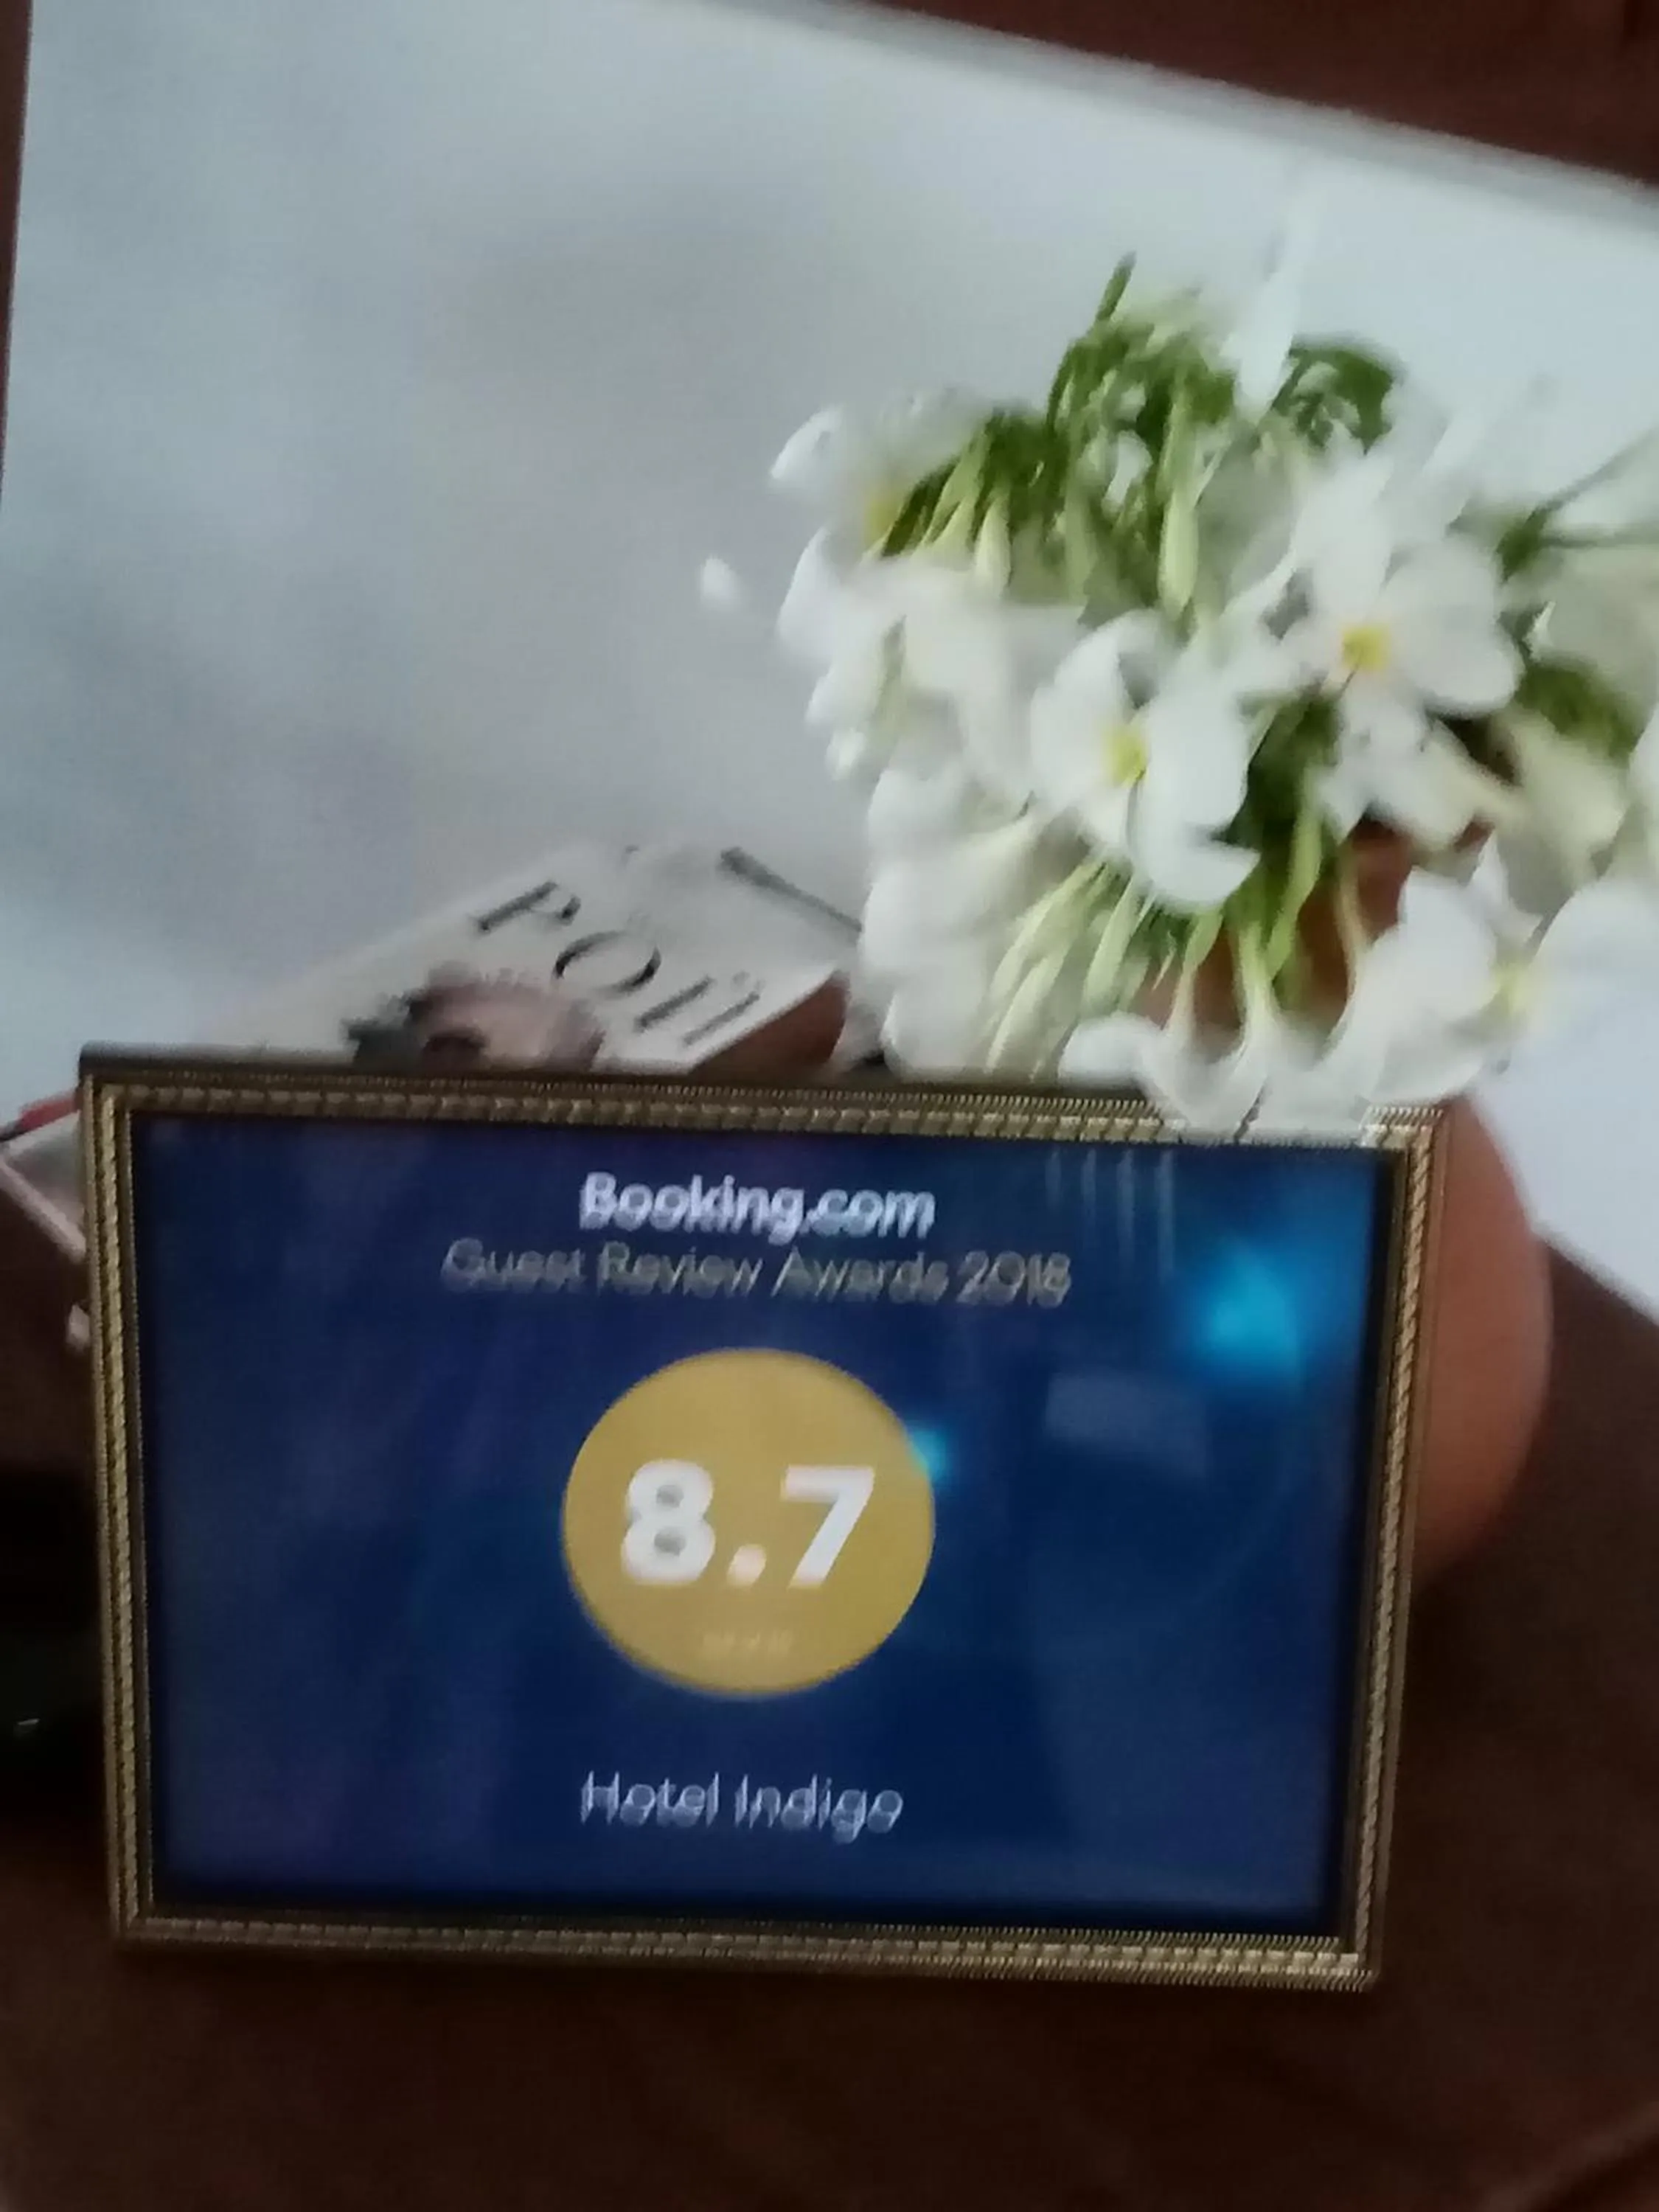 Booking.com
Guest Review Awards 2018
8.7
Hotel Indigo